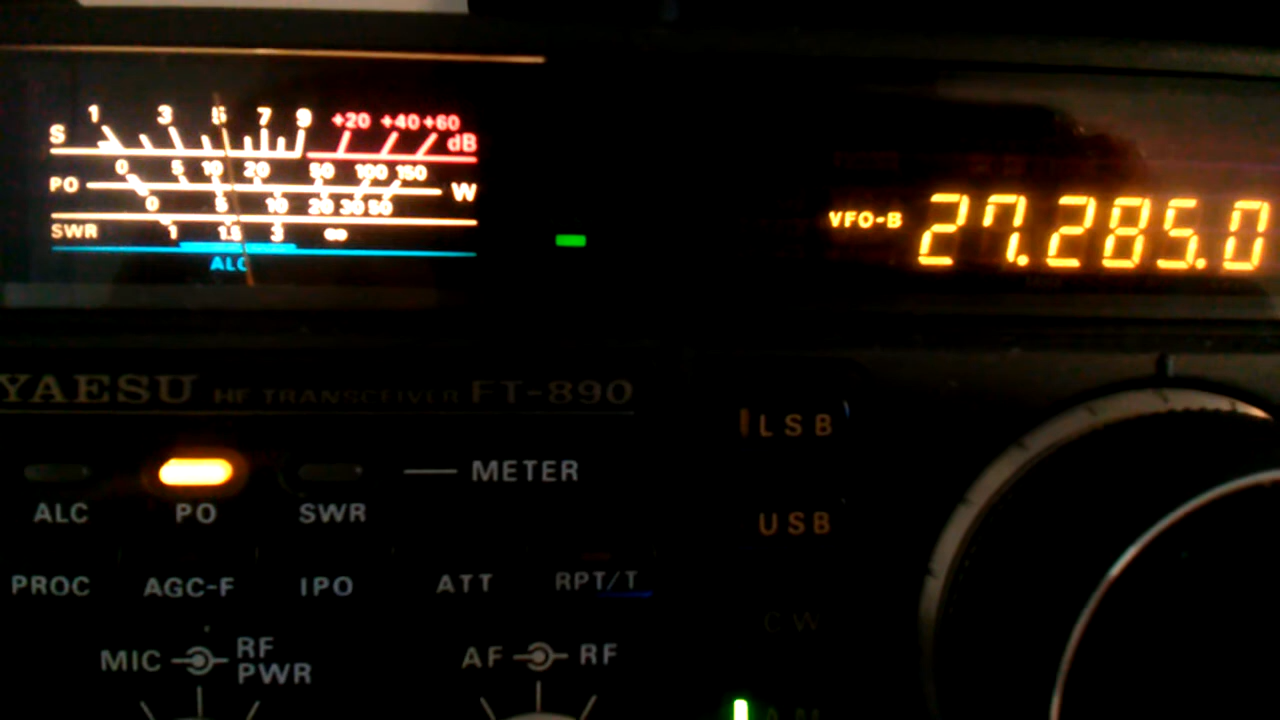 S 1 3 5 7 9 +20 +40 +60 dB
PO 0 5 10 20 50 100 150 W
0 5 10 20 30 50
SWR 1 1.5 3 ∞
ALC
VFO-B 27.285.0
YAESU HF TRANSCEIVER FT-890
LSB
ALC PO SWR METER
USB
PROC AGC-F IPO ATT RPT/T
CW
MIC RF PWR AF RF
AM